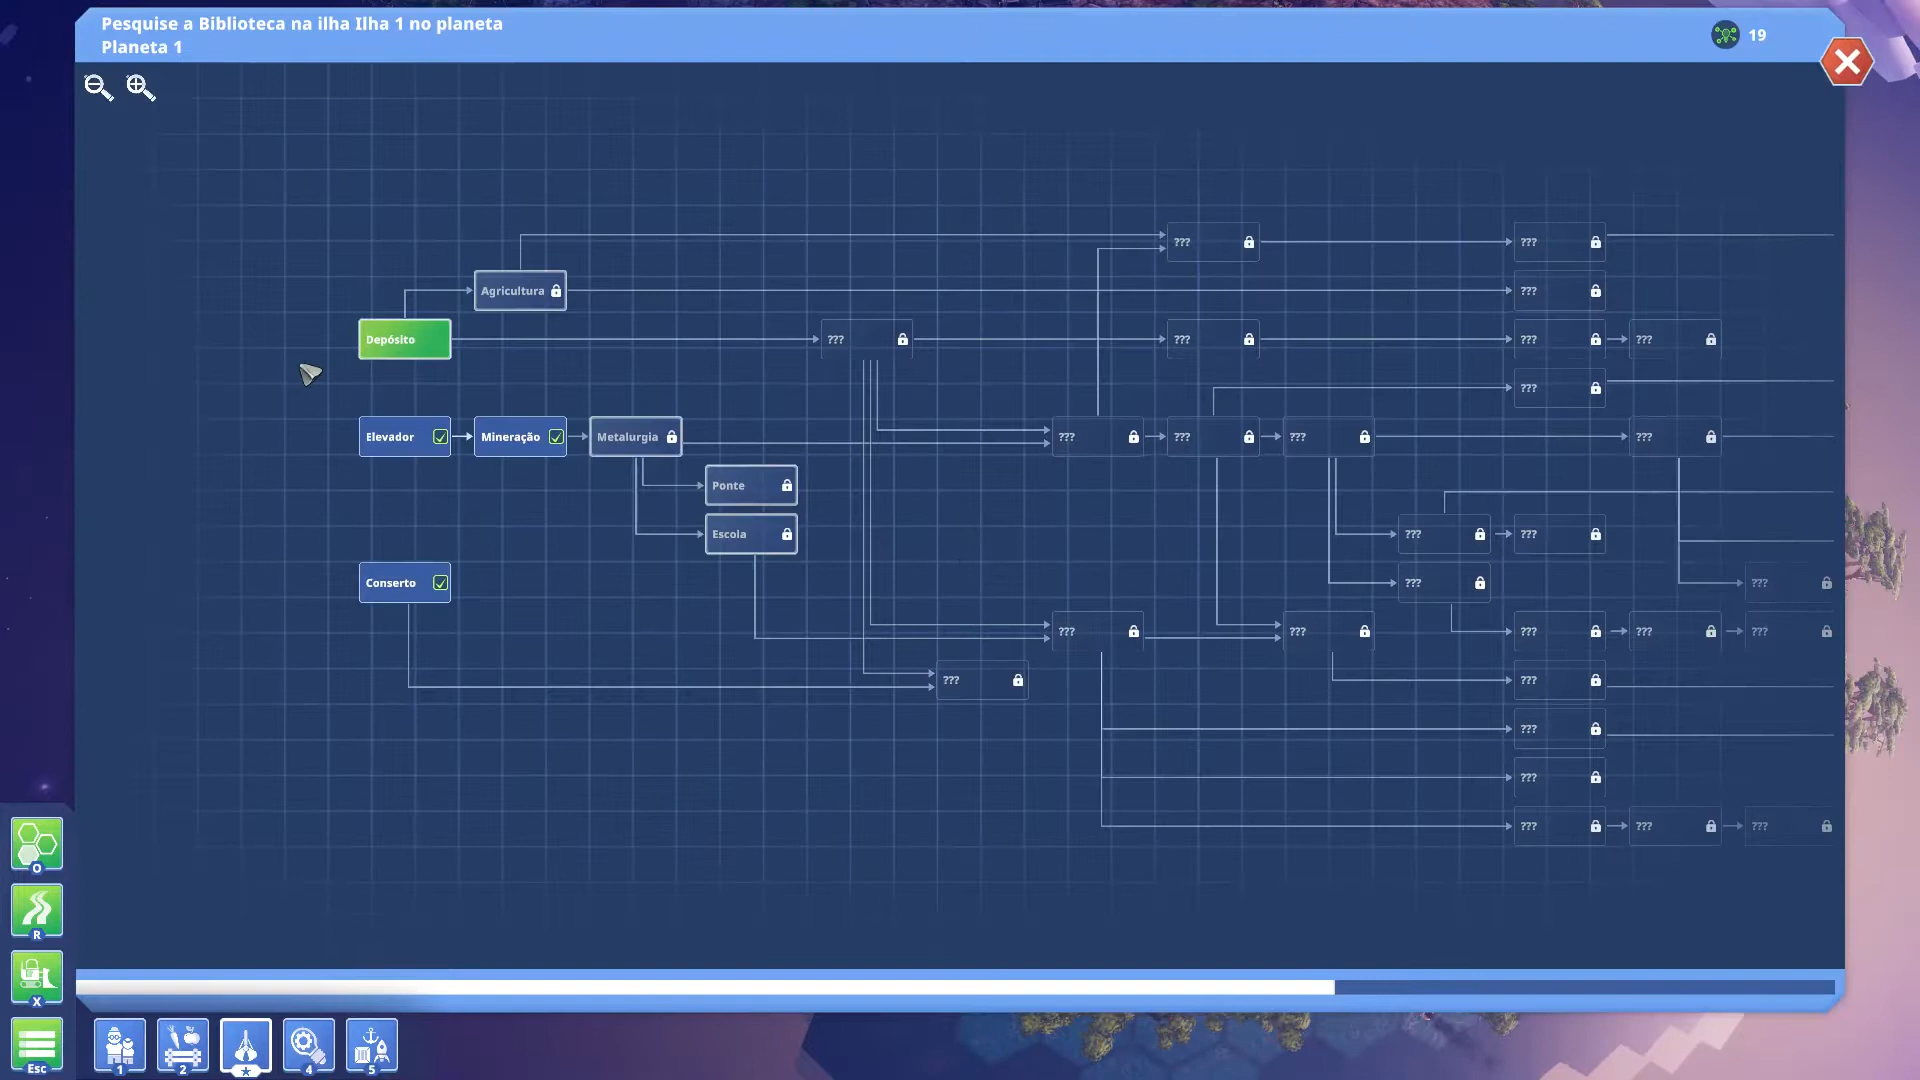 Pesquise a Biblioteca na ilha Ilha 1 no planeta
Planeta 1
19
??? ???
Agricultura ???
Depósito ??? ??? ??? ???
???
Elevador Mineração Metalurgia ??? ??? ??? ???
Ponte
Escola ??? ???
Conserto ??? ???
??? ??? ??? ??? ???
??? ???
???
???
??? ??? ???
O
R
X
Esc 1 2 4 5